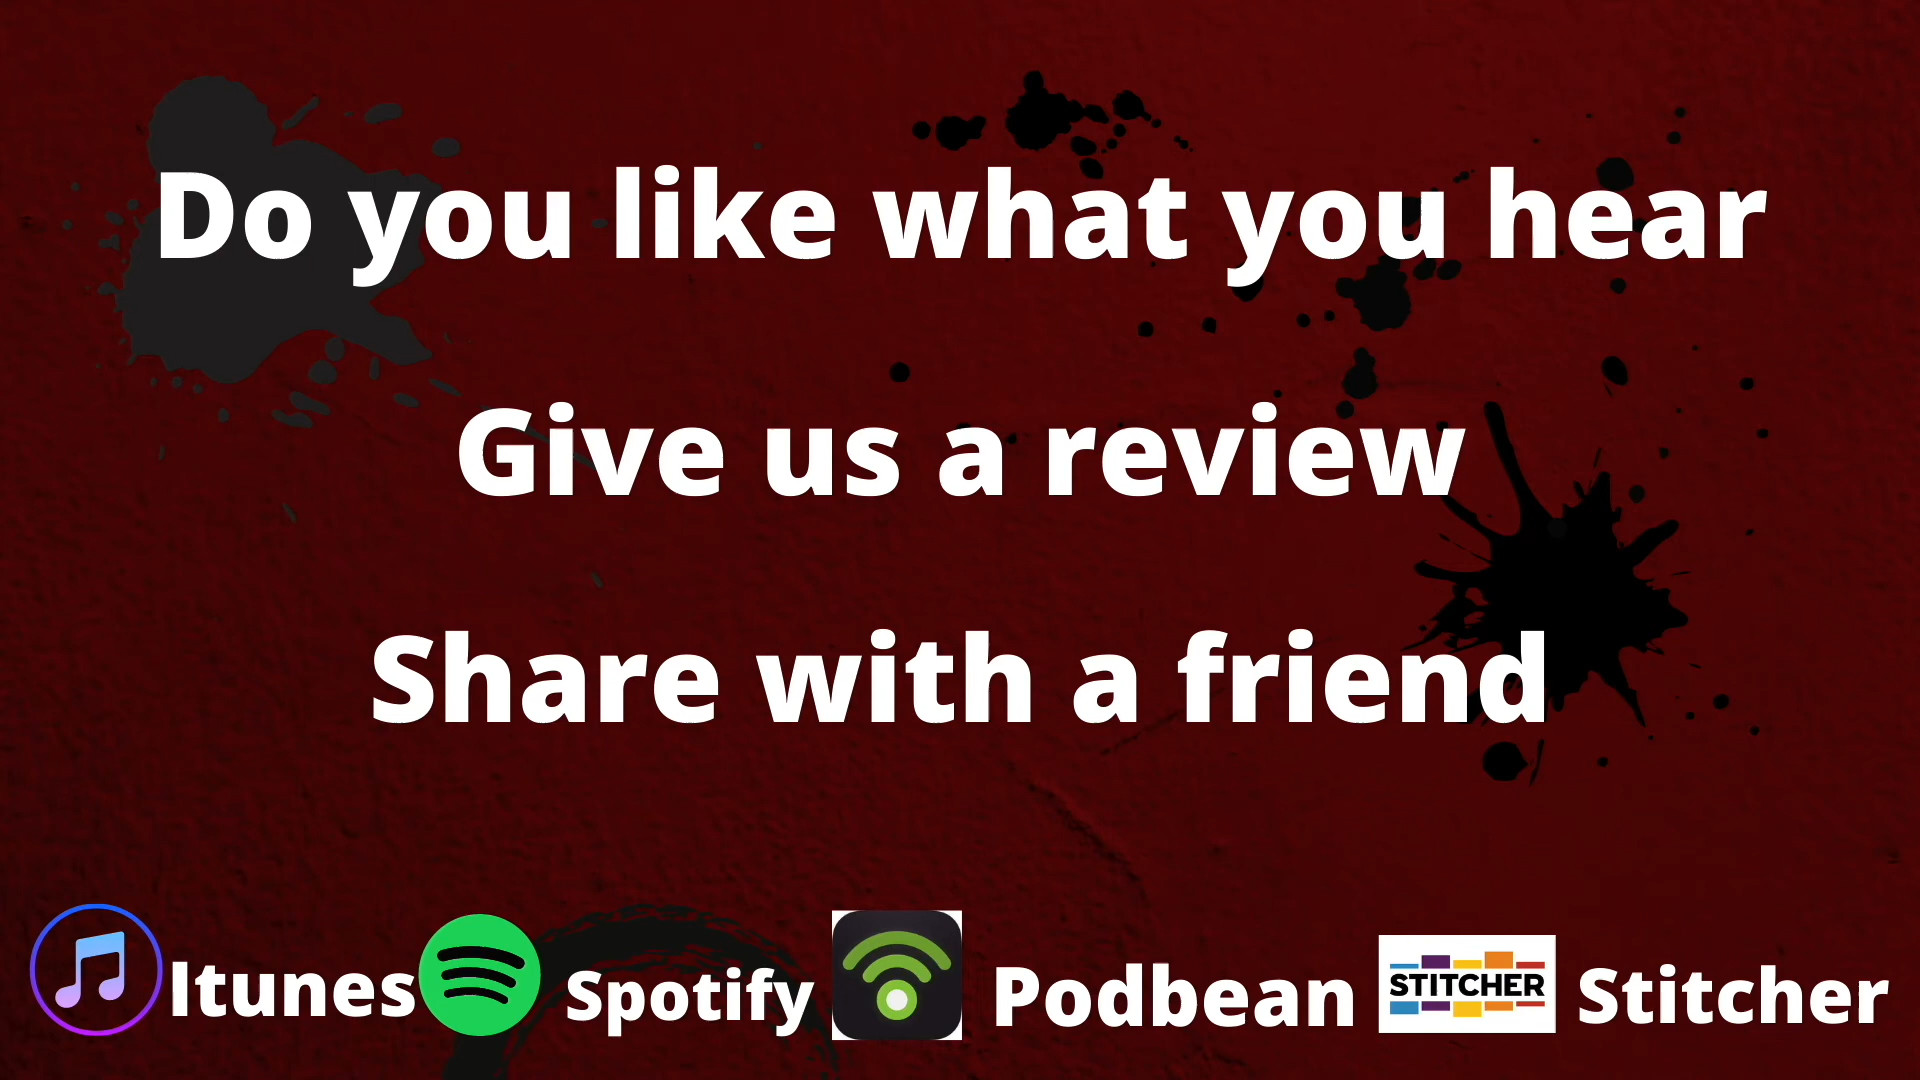 Do you like what you hear
Give us a review
Share with a friend
Itunes Spotify Podbean STITCHER Stitcher